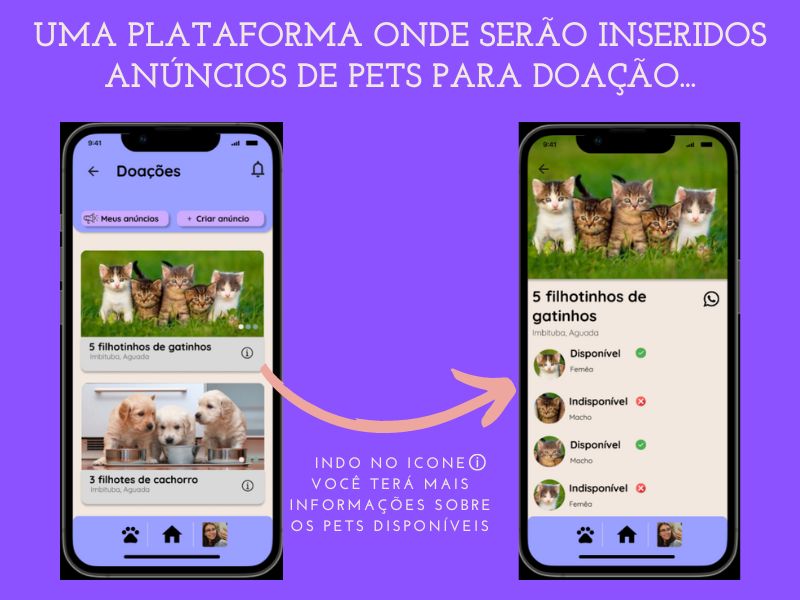 UMA PLATAFORMA ONDE SERÃO INSERIDOS
ANÚNCIOS DE PETS PARA DOAÇÃO...
9:41
Doações
Meus anúncios
+ Criar anúncio
5 filhotinhos de gatinhos
Imbituba, Aguada
3 filhotes de cachorro
Imbituba, Aguada
INDO NO ICONE
VOCÊ TERÁ MAIS
INFORMAÇÕES SOBRE
OS PETS DISPONÍVEIS
9:41
5 filhotinhos de
gatinhos
Imbituba, Aguada
Disponível
Feméa
Indisponível
Macho
Disponível
Macho
Indisponível
Feméa